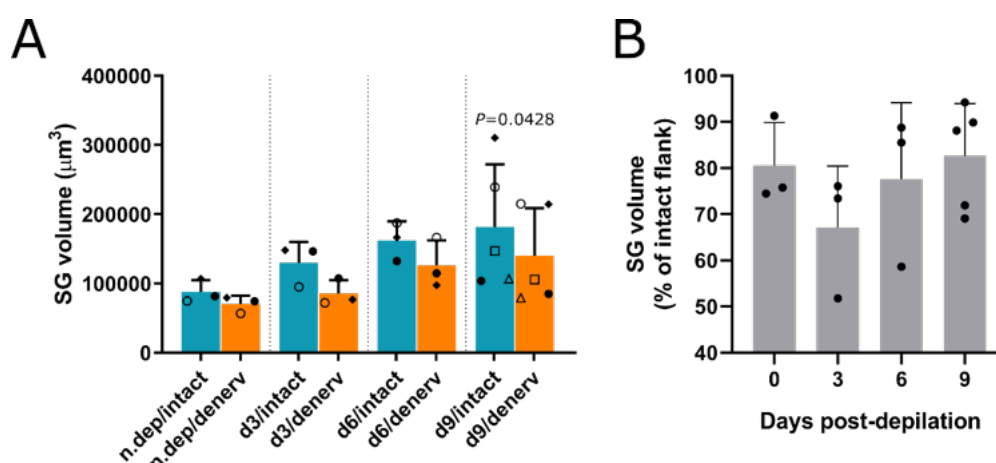 A
400000
300000
200000
100000
0
SG volume (μm³)
P=0.0428
n.dep/intact
n.dep/denerv
d3/intact
d3/denerv
d6/intact
d6/denerv
d9/intact
d9/denerv
B
100
90
80
70
60
50
40
SG volume
(% of intact flank)
0 3 6 9
Days post-depilation